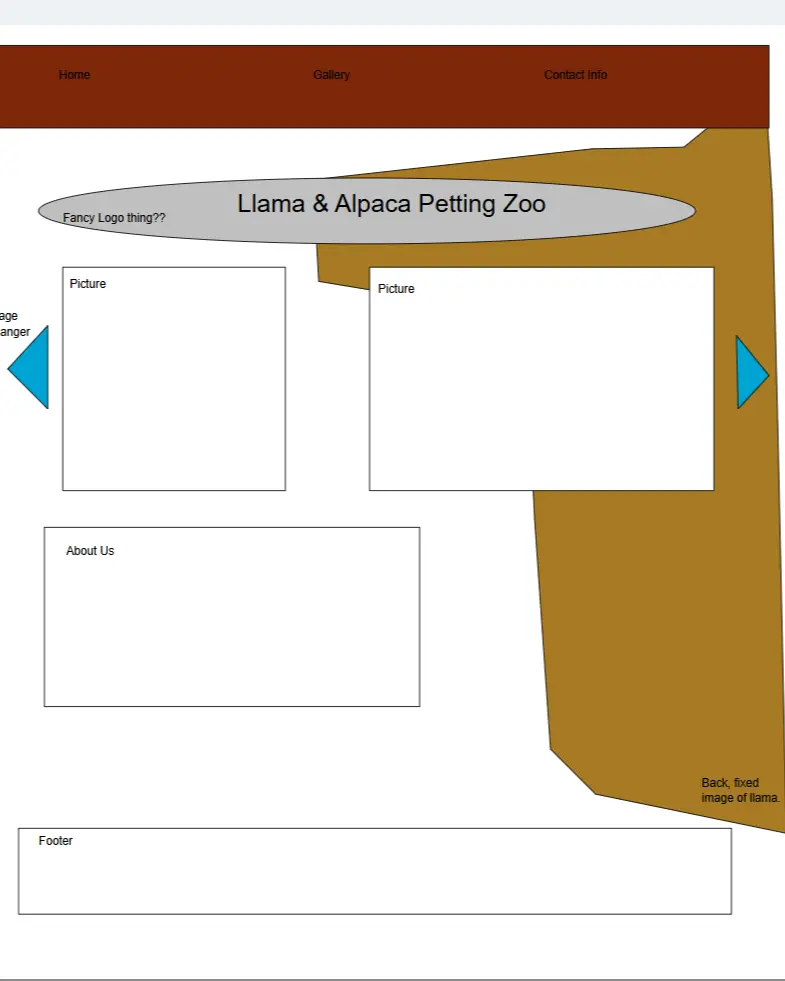 Home
Gallery
Contact Info
Llama & Alpaca Petting Zoo
Fancy Logo thing??
Picture
Picture
age
anger
About Us
Back, fixed
image of llama.
Footer